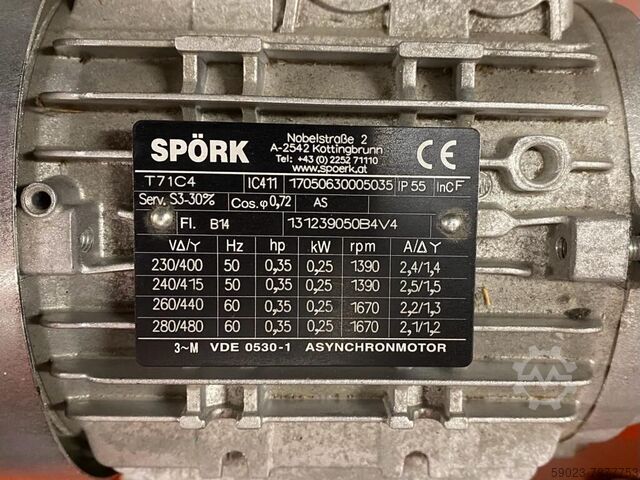 SPÖRK
Nobelstraße 2
A-2542 Kottingbrunn
Tel: +43 (0) 2252 71110
www.spoerk.at
CE
T71C4 IC411 17050630005035 IP 55 InCF
Serv. S3-30% Cos.φ0,72 AS
Fl. B14 131239050B4V4
VΔ/Y Hz hp kW rpm A/Δ Y
230/400 50 0,35 0,25 1390 2,4/1,4
240/415 50 0,35 0,25 1390 2,5/1,5
260/440 60 0,35 0,25 1670 2,2/1,3
280/480 60 0,35 0,25 1670 2,1/1,2
3~M VDE 0530-1 ASYNCHRONMOTOR